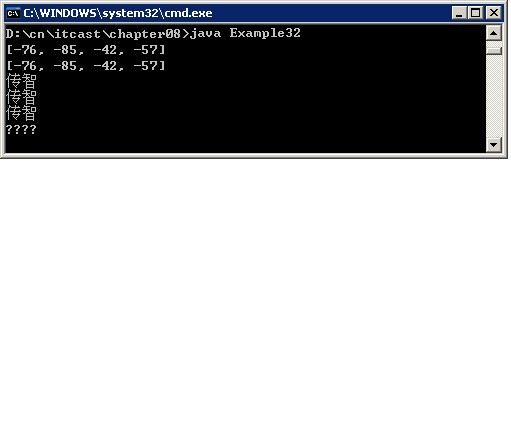 C:\WINDOWS\system32\cmd.exe
D:\cn\itcast\chapter08>java Example32
[-76, -85, -42, -57]
[-76, -85, -42, -57]
传智
传智
传智
????